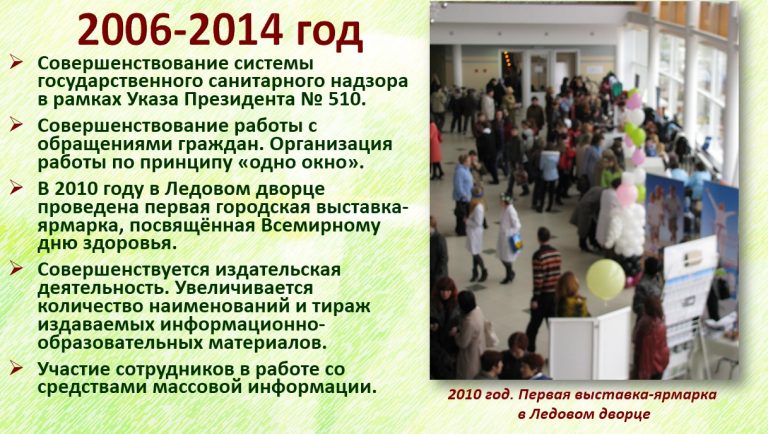 2006-2014 год
Совершенствование системы
государственного санитарного надзора
в рамках Указа Президента № 510.
Совершенствование работы с
обращениями граждан. Организация
работы по принципу «одно окно».
В 2010 году в Ледовом дворце
проведена первая городская выставка-
ярмарка, посвящённая Всемирному
дню здоровья.
Совершенствуется издательская
деятельность. Увеличивается
количество наименований и тираж
издаваемых информационно-
образовательных материалов.
Участие сотрудников в работе со
средствами массовой информации.
2010 год. Первая выставка-ярмарка
в Ледовом дворце